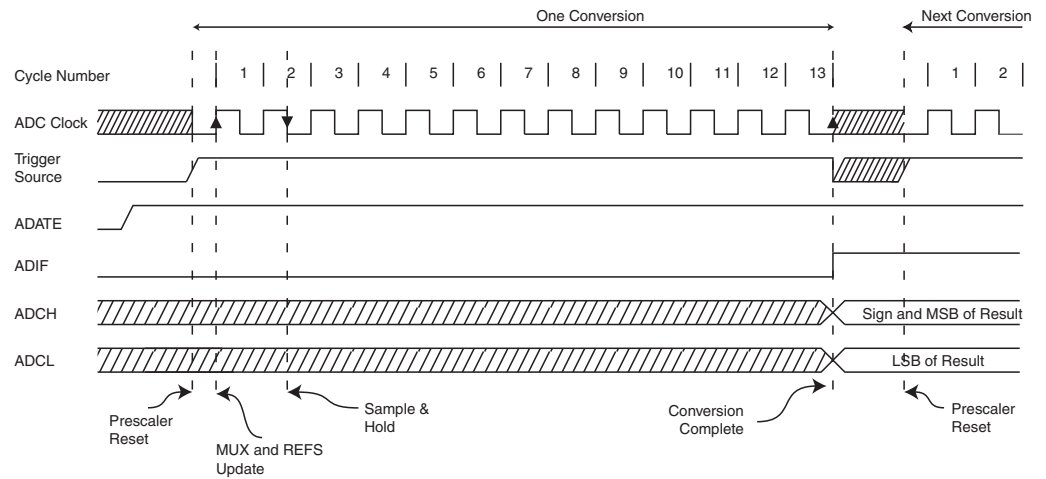 One Conversion
Next Conversion
Cycle Number
1 2 3 4 5 6 7 8 9 10 11 12 13 1 2
ADC Clock
Trigger
Source
ADATE
ADIF
ADCH
Sign and MSB of Result
ADCL
LSB of Result
Prescaler
Reset
MUX and REFS
Update
Sample &
Hold
Conversion
Complete
Prescaler
Reset